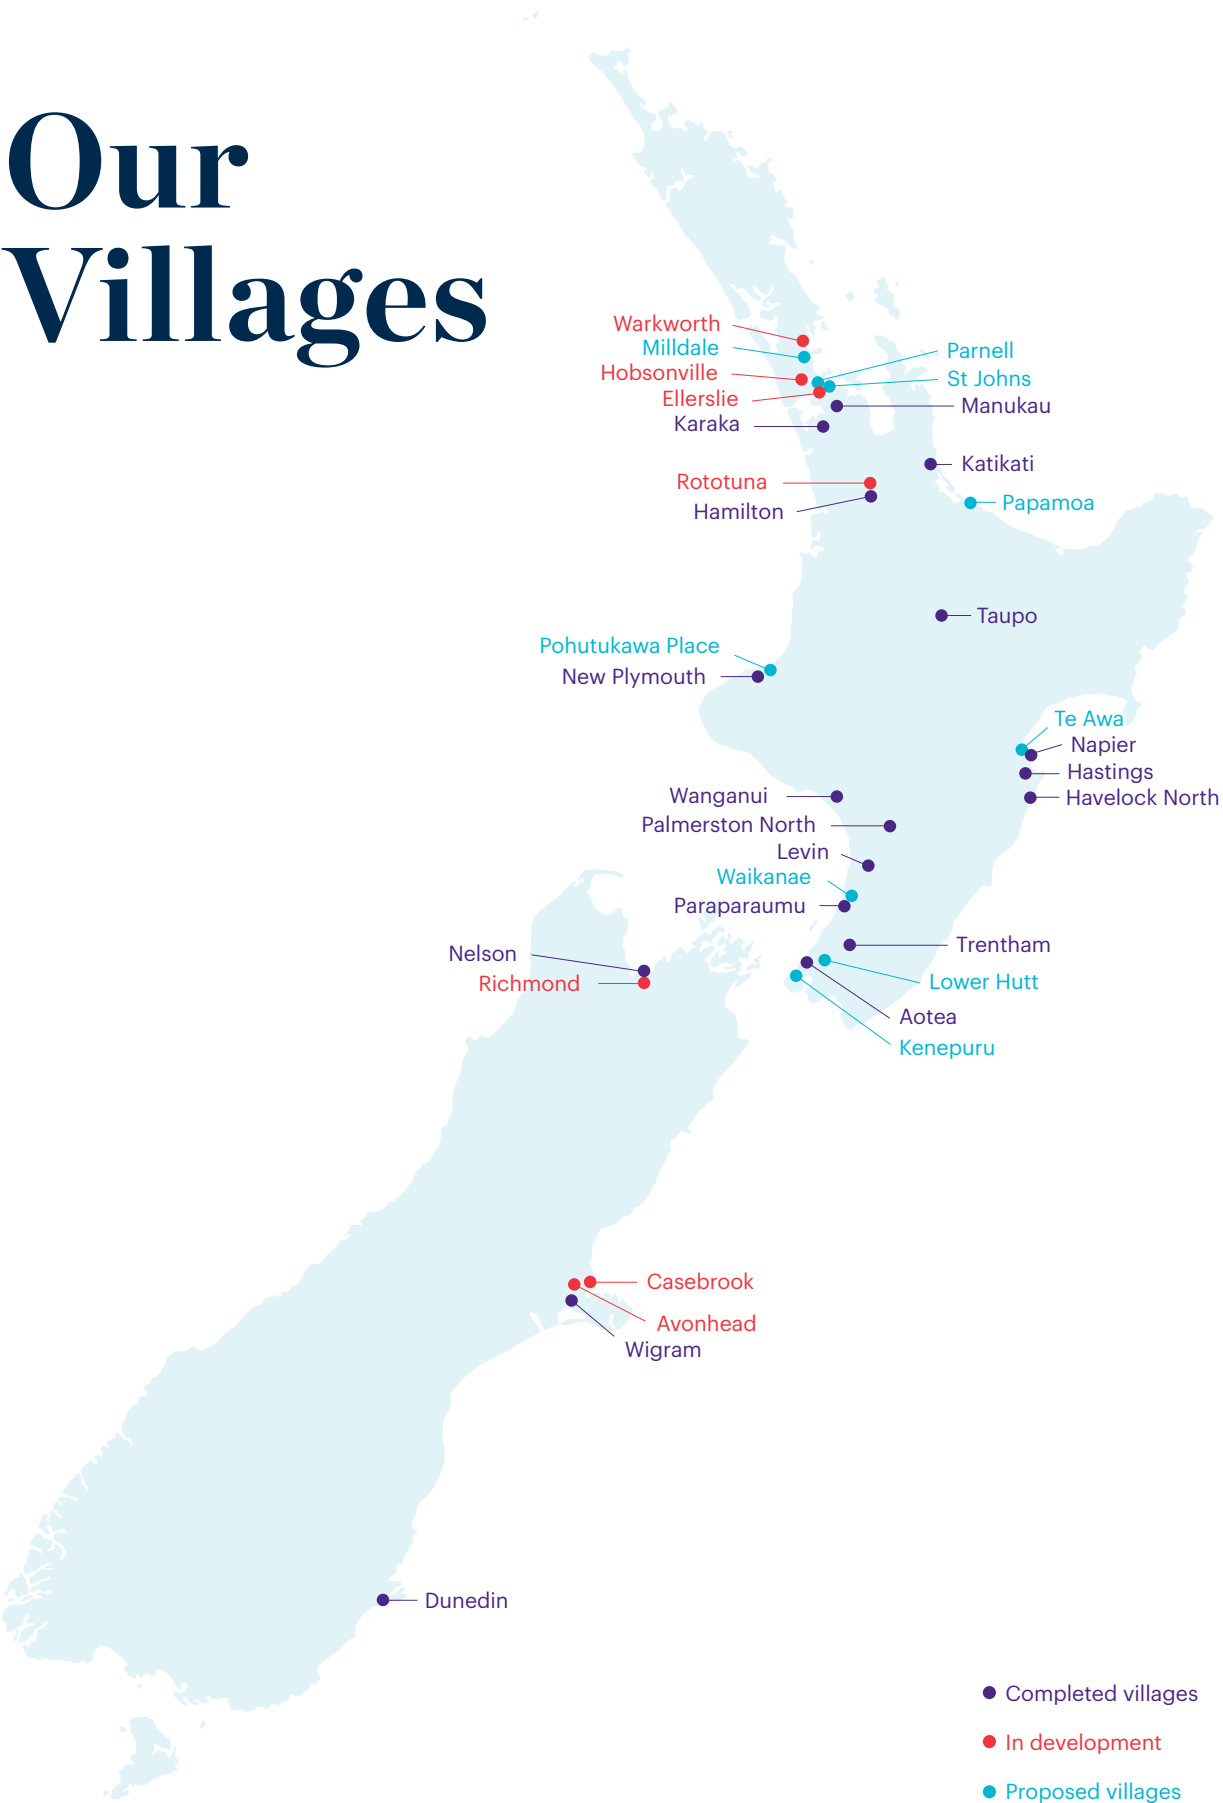 Our
Villages
Warkworth
Milldale
Hobsonville
Ellerslie
Karaka
Parnell
St Johns
Manukau
Katikati
Rototuna
Hamilton
Papamoa
Taupo
Pohutukawa Place
New Plymouth
Te Awa
Napier
Hastings
Havelock North
Wanganui
Palmerston North
Levin
Waikanae
Paraparaumu
Trentham
Lower Hutt
Aotea
Kenepuru
Nelson
Richmond
Casebrook
Avonhead
Wigram
Dunedin
Completed villages
In development
Proposed villages